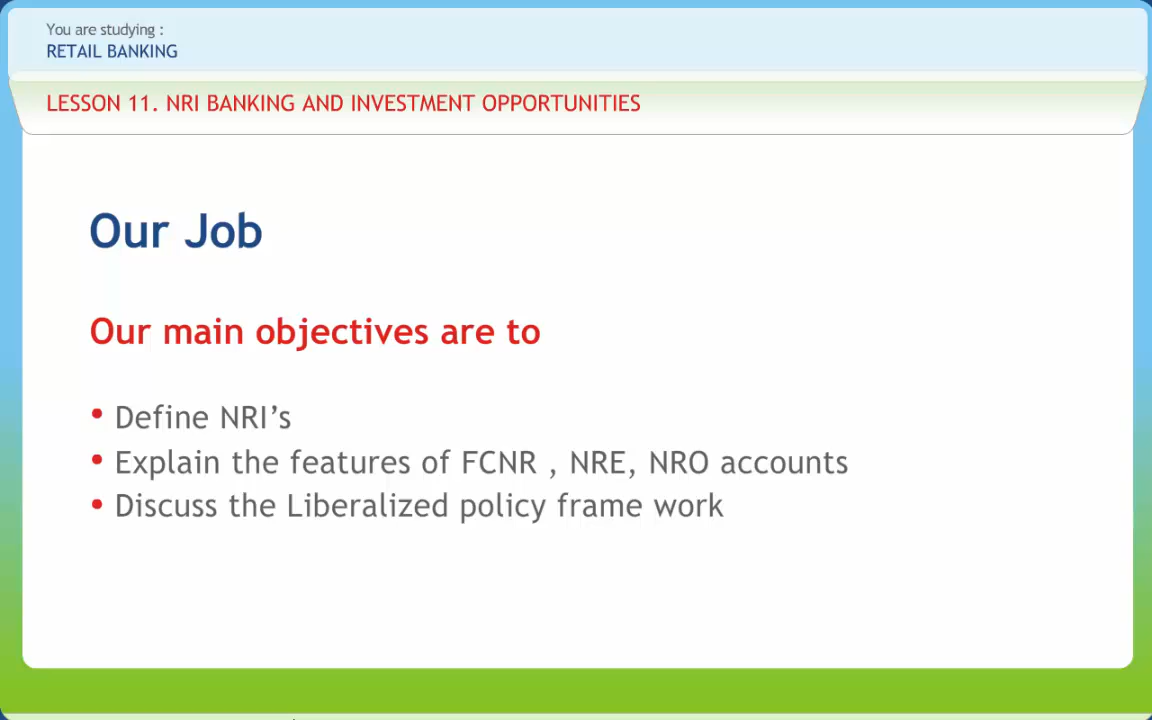 You are studying :
RETAIL BANKING
LESSON 11. NRI BANKING AND INVESTMENT OPPORTUNITIES
Our Job
Our main objectives are to
• Define NRI’s
• Explain the features of FCNR , NRE, NRO accounts
• Discuss the Liberalized policy frame work